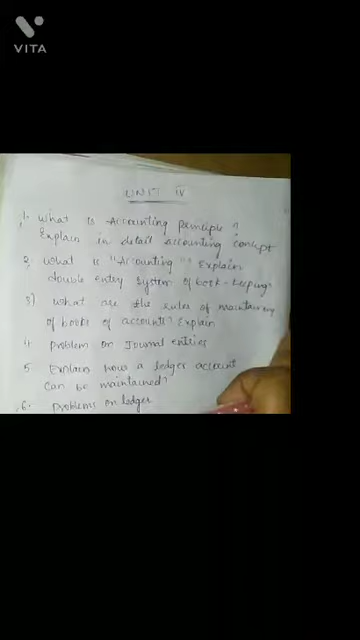 VITA
UNIT IV
1. What is Accounting principle?
Explain in detail accounting concept
2. What is "Accounting"? Explain
double entry system of book-keeping.
3) What are the rules of maintaining
of books of accounts? Explain
4. Problem on Journal entries
5. Explain how a ledger account
can be maintained?
6. Problems on ledger